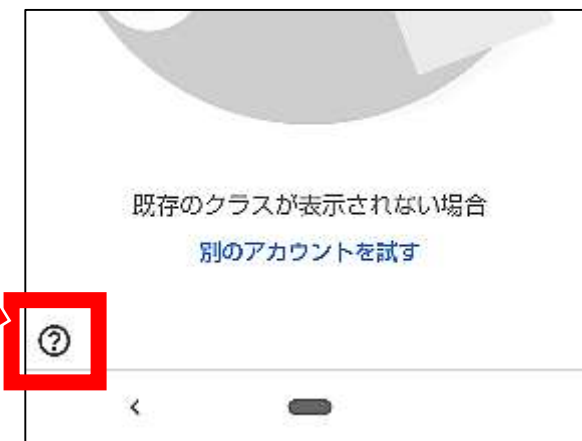 既存のクラスが表示されない場合
別のアカウントを試す
?